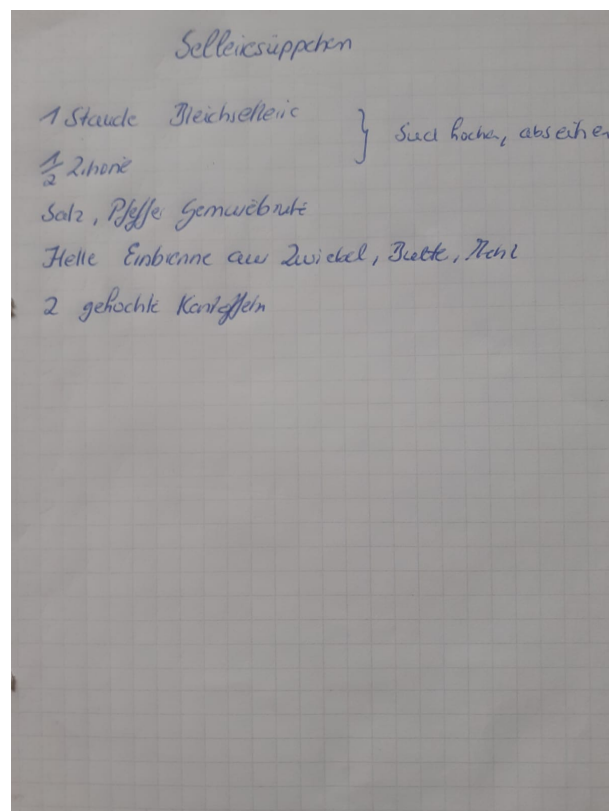 Selleriesüppchen
1 Staude Bleichsellerie } Sud kochen, abseihen
1/2 Zitrone
Salz, Pfeffer Gemüsebrühe
Helle Einbrenne aus Zwiebel, Butter, Mehl
2 gekochte Kartoffeln